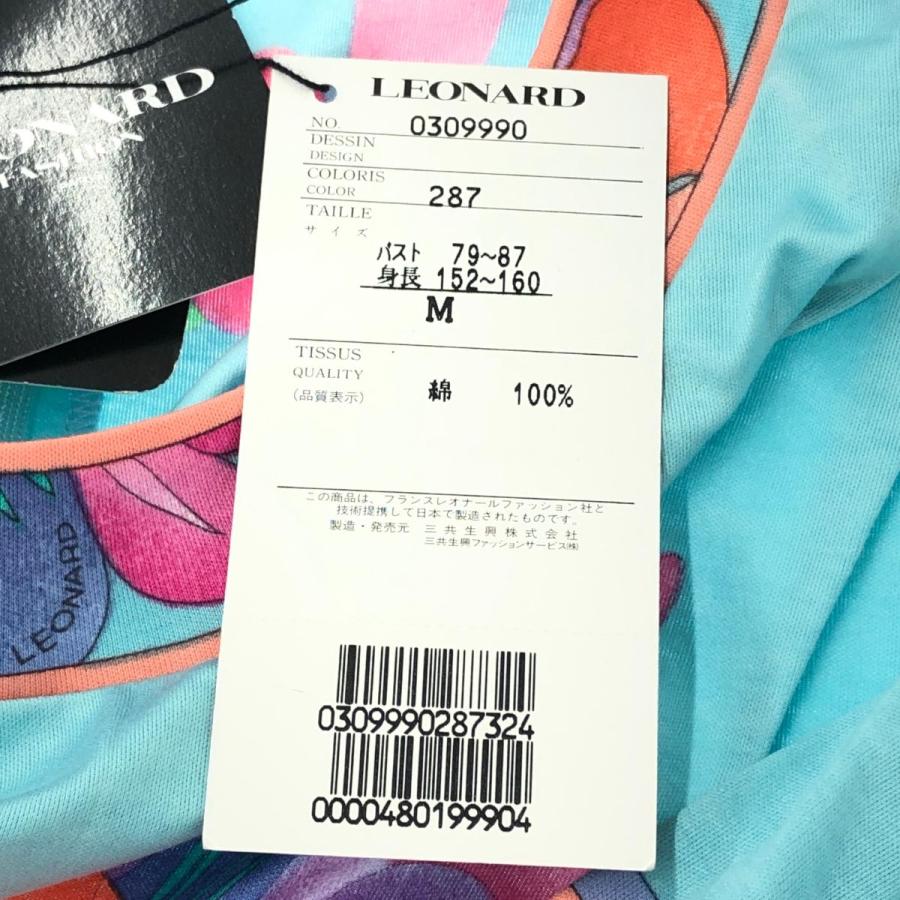 LEONARD
FASHION
LEONARD
NO. 0309990
DESSIN
DESIGN
COLORIS
COLOR 287
TAILLE
サイズ
バスト 79~87
身長 152~160
M
TISSUS
QUALITY
(品質表示) 綿 100%
この商品は、フランスレオナールファッション社と
技術提携して日本で製造されたものです。
製造・発売元 三共生興株式会社
三共生興ファッションサービス㈱
0309990287324
0000480199904
LEONARD